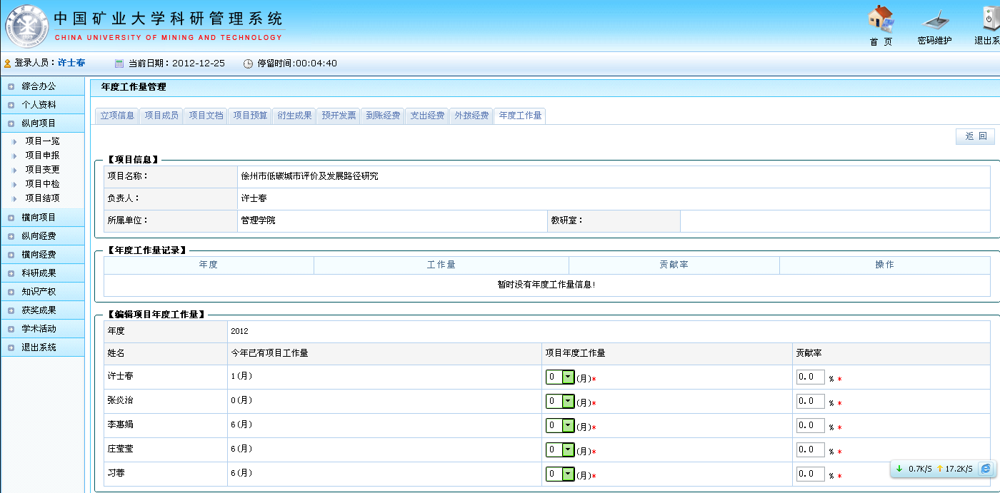 中国矿业大学科研管理系统
CHINA UNIVERSITY OF MINING AND TECHNOLOGY
首 页
密码维护
退出系
登录人员：许士春
当前日期：2012-12-25
停留时间:00:04:40
综合办公
个人资料
纵向项目
项目一览
项目申报
项目变更
项目中检
项目结项
横向项目
纵向经费
横向经费
科研成果
知识产权
获奖成果
学术活动
退出系统
年度工作量管理
立项信息 项目成员 项目文档 项目预算 衍生成果 预开发票 到账经费 支出经费 外拨经费 年度工作量
返 回
【项目信息】
项目名称： 徐州市低碳城市评价及发展路径研究
负责人： 许士春
所属单位： 管理学院 教研室：
【年度工作量记录】
年度 工作量 贡献率 操作
暂时没有年度工作量信息!
【编辑项目年度工作量】
年度 2012
姓名 今年已有项目工作量 项目年度工作量 贡献率
许士春 1(月) 0 (月)* 0.0 % *
张炎治 0(月) 0 (月)* 0.0 % *
李惠娟 6(月) 0 (月)* 0.0 % *
庄莹莹 6(月) 0 (月)* 0.0 % *
习蓉 6(月) 0 (月)* 0.0 % *
0.7K/S 17.2K/S